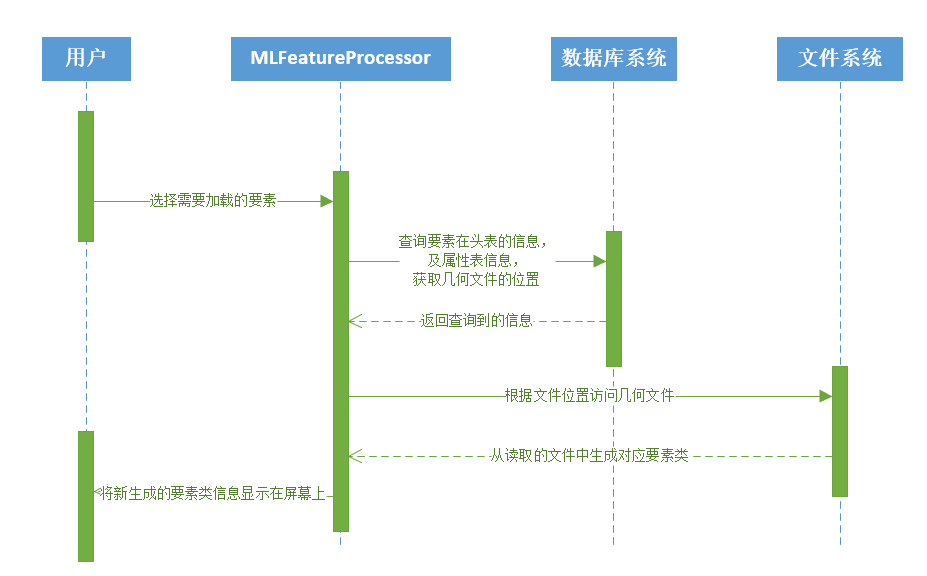 用户
MLFeatureProcessor
数据库系统
文件系统
选择需要加载的要素
查询要素在头表的信息，
及属性表信息，
获取几何文件的位置
返回查询到的信息
根据文件位置访问几何文件
从读取的文件中生成对应要素类
将新生成的要素类信息显示在屏幕上